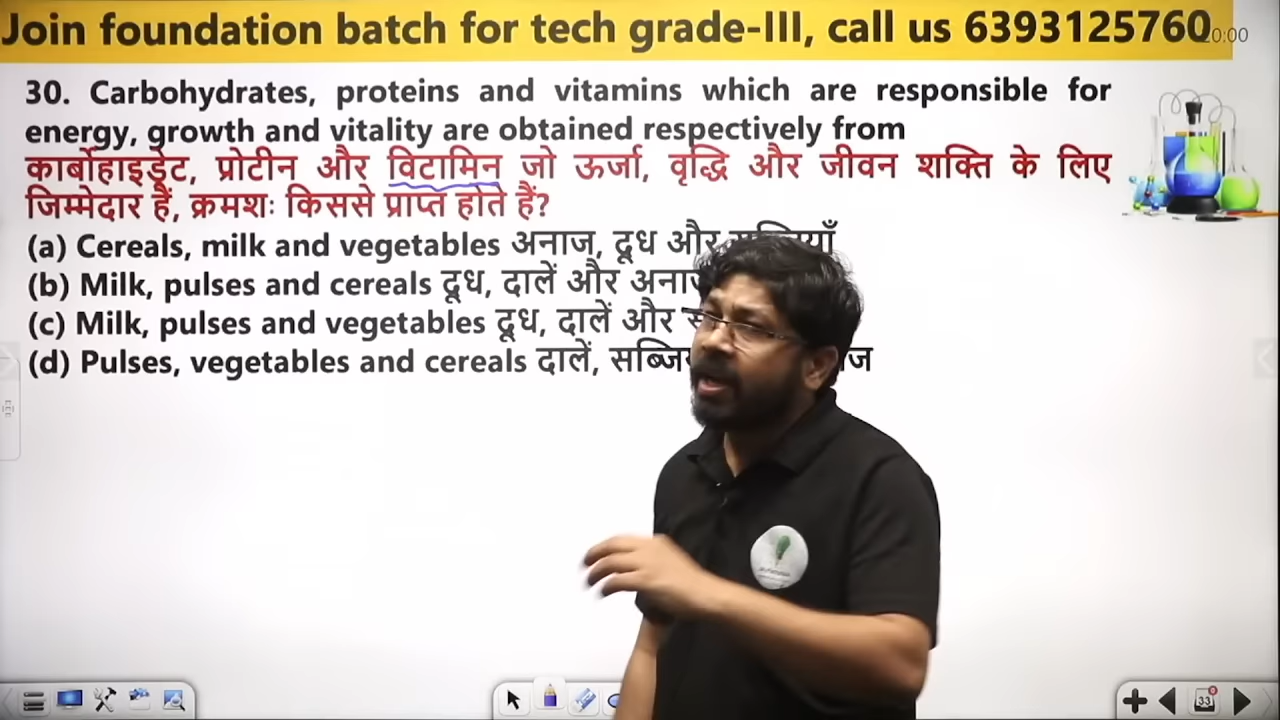 Join foundation batch for tech grade-III, call us 6393125760
30. Carbohydrates, proteins and vitamins which are responsible for
energy, growth and vitality are obtained respectively from
कार्बोहाइड्रेट, प्रोटीन और विटामिन जो ऊर्जा, वृद्धि और जीवन शक्ति के लिए
जिम्मेदार हैं, क्रमशः किससे प्राप्त होते हैं?
(a) Cereals, milk and vegetables अनाज, दूध और
(b) Milk, pulses and cereals दूध, दालें और
(c) Milk, pulses and vegetables दूध, दालें और
(d) Pulses, vegetables and cereals दालें,
33